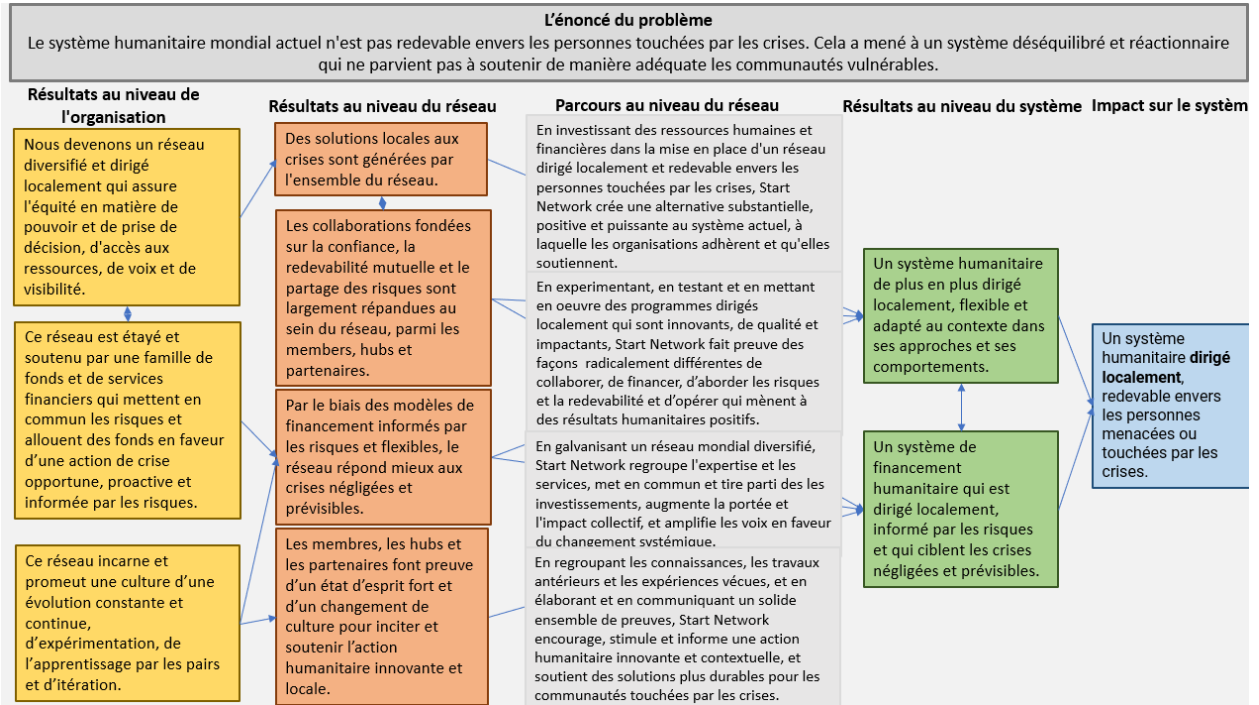 L'énoncé du problème
Le système humanitaire mondial actuel n'est pas redevable envers les personnes touchées par les crises. Cela a mené à un système déséquilibré et réactionnaire
qui ne parvient pas à soutenir de manière adéquate les communautés vulnérables.
Résultats au niveau de
l'organisation
Nous devenons un réseau
diversifié et dirigé
localement qui assure
l'équité en matière de
pouvoir et de prise de
décision, d'accès aux
ressources, de voix et de
visibilité.
Ce réseau est étayé et
soutenu par une famille de
fonds et de services
financiers qui mettent en
commun les risques et
allouent des fonds en faveur
d'une action de crise
opportune, proactive et
informée par les risques.
Ce réseau incarne et
promeut une culture d'une
évolution constante et
continue,
d'expérimentation, de
l'apprentissage par les pairs
et d'itération.
Résultats au niveau du réseau
Des solutions locales aux
crises sont générées par
l'ensemble du réseau.
Les collaborations fondées
sur la confiance, la
redevabilité mutuelle et le
partage des risques sont
largement répandues au
sein du réseau, parmi les
members, hubs et
partenaires.
Par le biais des modèles de
financement informés par
les risques et flexibles, le
réseau répond mieux aux
crises négligées et
prévisibles.
Les membres, les hubs et
les partenaires font preuve
d'un état d'esprit fort et
d'un changement de
culture pour inciter et
soutenir l'action
humanitaire innovante et
locale.
Parcours au niveau du réseau
En investissant des ressources humaines et
financières dans la mise en place d'un réseau
dirigé localement et redevable envers les
personnes touchées par les crises, Start
Network crée une alternative substantielle,
positive et puissante au système actuel, à
laquelle les organisations adhèrent et qu'elles
soutiennent.
En experimentant, en testant et en mettant
en oeuvre des programmes dirigés
localement qui sont innovants, de qualité et
impactants, Start Network fait preuve des
façons radicalement différentes de
collaborer, de financer, d'aborder les risques
et la redevabilité et d'opérer qui mènent à
des résultats humanitaires positifs.
En galvanisant un réseau mondial diversifié,
Start Network regroupe l'expertise et les
services, met en commun et tire parti des les
investissements, augmente la portée et
l'impact collectif, et amplifie les voix en faveur
du changement systémique.
En regroupant les connaissances, les travaux
antérieurs et les expériences vécues, et en
élaborant et en communiquant un solide
ensemble de preuves, Start Network
encourage, stimule et informe une action
humanitaire innovante et contextuelle, et
soutient des solutions plus durables pour les
communautés touchées par les crises.
Résultats au niveau du système
Un système humanitaire
de plus en plus dirigé
localement, flexible et
adapté au contexte dans
ses approches et ses
comportements.
Un système de
financement
humanitaire qui est
dirigé localement,
informé par les risques
et qui ciblent les crises
négligées et prévisibles.
Impact sur le systèm
Un système
humanitaire dirigé
localement,
redevable envers
les personnes
menacées ou
touchées par les
crises.